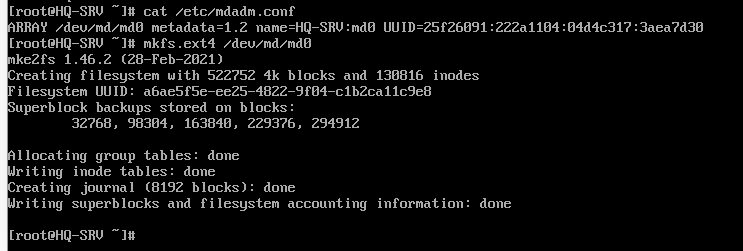 [root@HQ-SRV ~]# cat /etc/mdadm.conf
ARRAY /dev/md/md0 metadata=1.2 name=HQ-SRV:md0 UUID=25f26091:222a1104:04d4c317:3aea7d30
[root@HQ-SRV ~]# mkfs.ext4 /dev/md/md0
mke2fs 1.46.2 (28-Feb-2021)
Creating filesystem with 522752 4k blocks and 130816 inodes
Filesystem UUID: a6ae5f5e-ee25-4822-9f04-c1b2ca11c9e8
Superblock backups stored on blocks:
        32768, 98304, 163840, 229376, 294912

Allocating group tables: done
Writing inode tables: done
Creating journal (8192 blocks): done
Writing superblocks and filesystem accounting information: done

[root@HQ-SRV ~]#